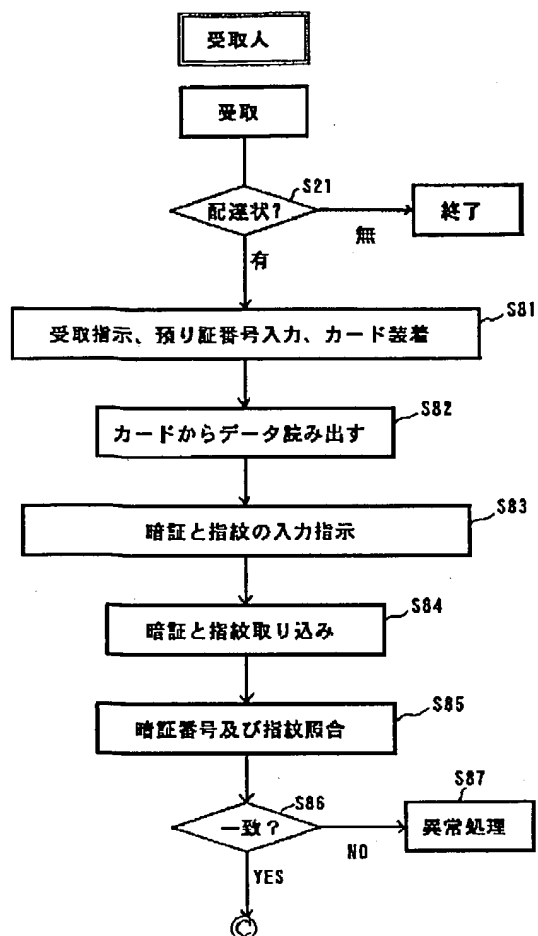 受取人
受取
S21
配達状?
終了
無
有
S81
受取指示、預り証番号入力、カード装着
S82
カードからデータ読み出す
S83
暗証と指紋の入力指示
S84
暗証と指紋取り込み
S85
暗証番号及び指紋照合
S86
一致?
S87
異常処理
NO
YES
C